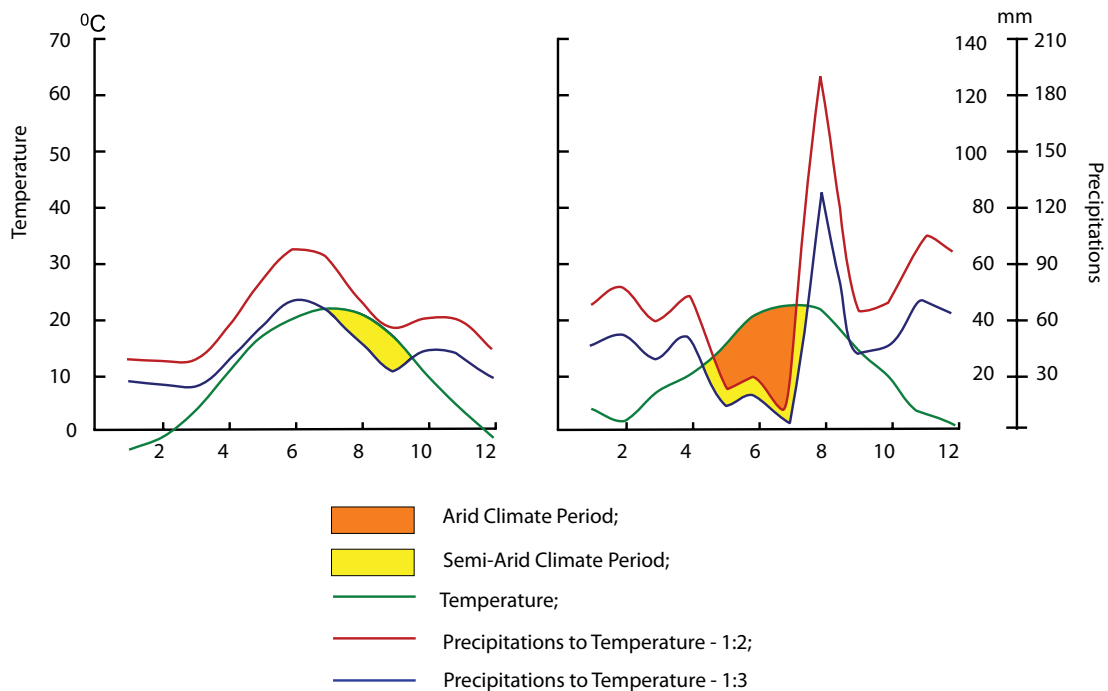 ⁰C
70
60
50
40
30
20
10
0
Temperature
2 4 6 8 10 12
mm
140 210
120 180
100 150
80 120
60 90
40 60
20 30
Precipitations
2 4 6 8 10 12
Arid Climate Period;
Semi-Arid Climate Period;
Temperature;
Precipitations to Temperature - 1:2;
Precipitations to Temperature - 1:3